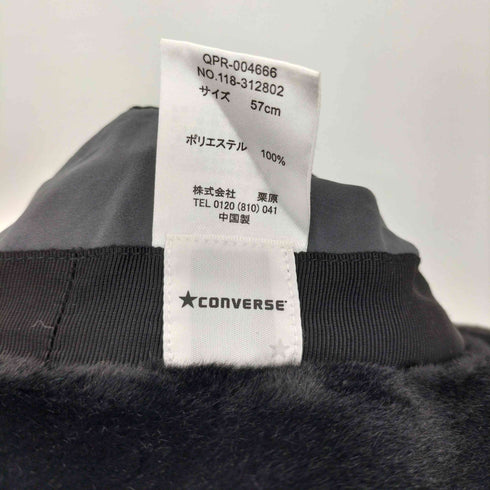 QPR-004666
NO.118-312802
サイズ 57cm
ポリエステル 100%
株式会社 栗原
TEL 0120 (810) 041
中国製
★CONVERSE